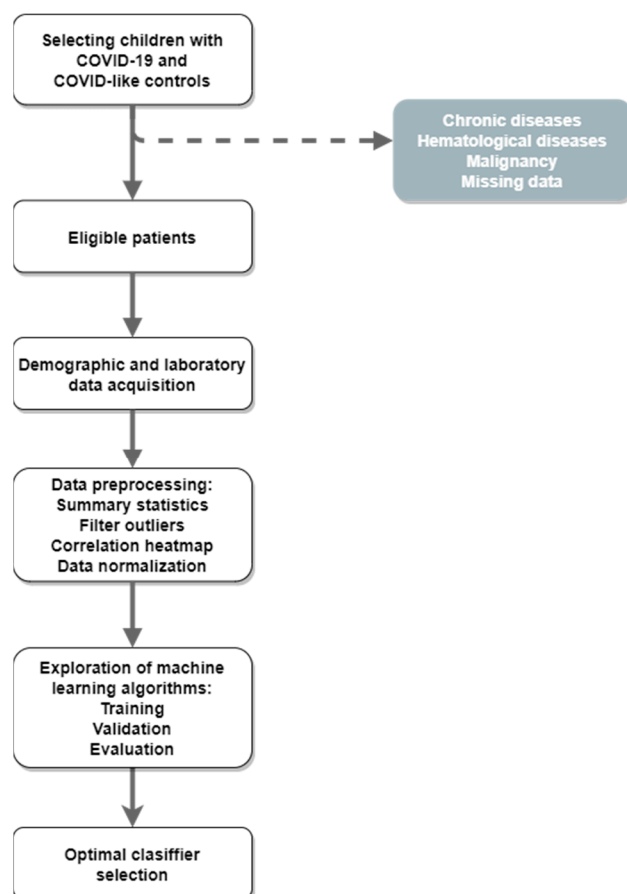 Selecting children with
COVID-19 and
COVID-like controls
Chronic diseases
Hematological diseases
Malignancy
Missing data
Eligible patients
Demographic and laboratory
data acquisition
Data preprocessing:
Summary statistics
Filter outliers
Correlation heatmap
Data normalization
Exploration of machine
learning algorithms:
Training
Validation
Evaluation
Optimal clasiffier
selection